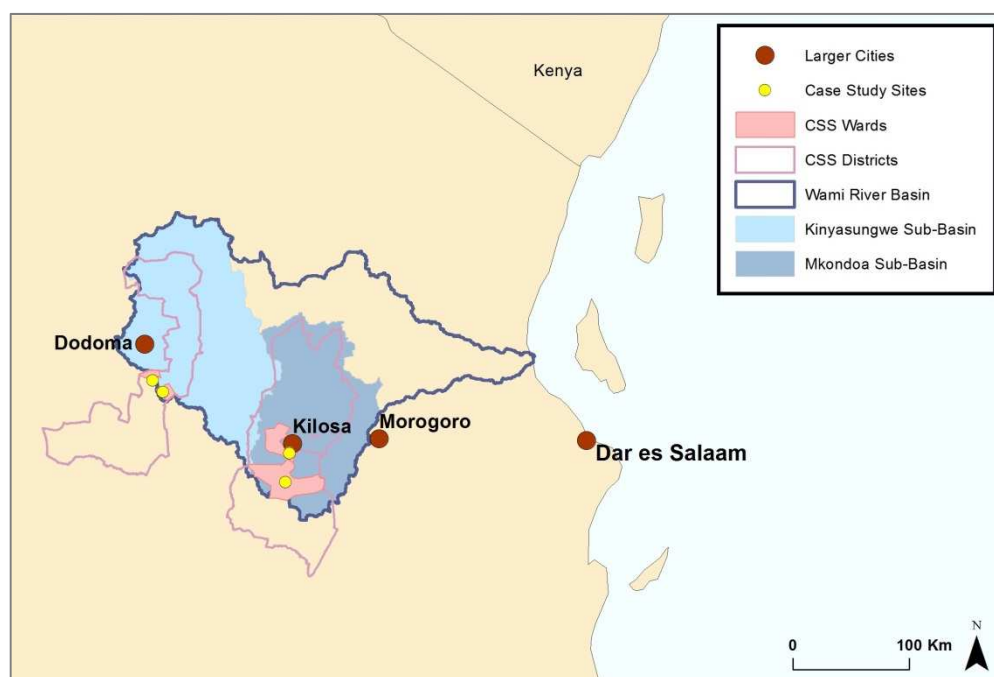 Kenya
Larger Cities
Case Study Sites
CSS Wards
CSS Districts
Wami River Basin
Kinyasungwe Sub-Basin
Mkondoa Sub-Basin
Dodoma
Kilosa
Morogoro
Dar es Salaam
N
0 100 Km